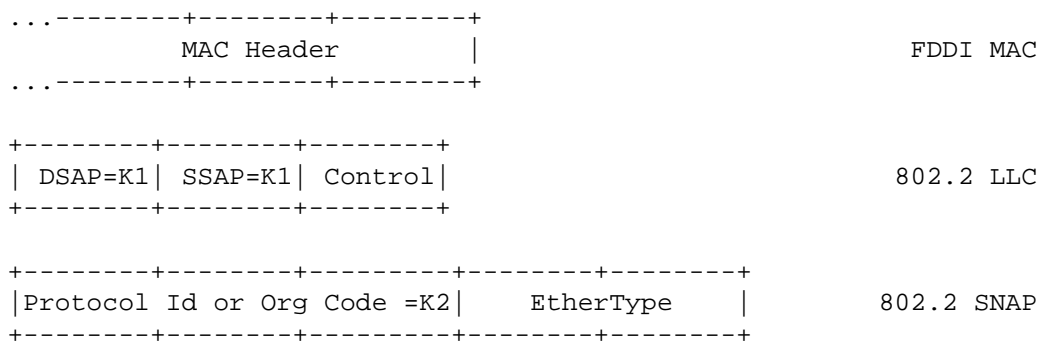 ...--------+--------+--------+
MAC Header | FDDI MAC
...--------+--------+--------+
+--------+--------+--------+
| DSAP=K1| SSAP=K1| Control| 802.2 LLC
+--------+--------+--------+
+--------+--------+---------+--------+--------+
|Protocol Id or Org Code =K2| EtherType | 802.2 SNAP
+--------+--------+---------+--------+--------+